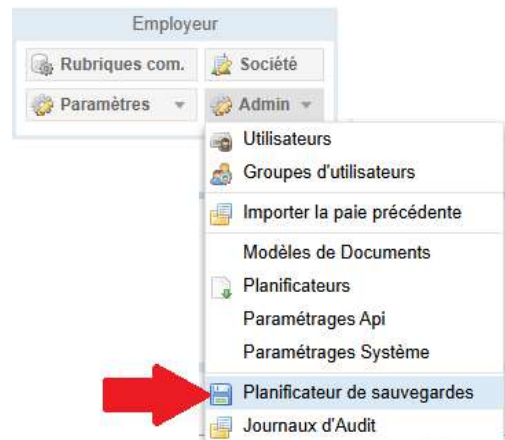 Employeur
Rubriques com. Société
Paramètres Admin
Utilisateurs
Groupes d'utilisateurs
Importer la paie précédente
Modèles de Documents
Planificateurs
Paramétrages Api
Paramétrages Système
Planificateur de sauvegardes
Journaux d'Audit